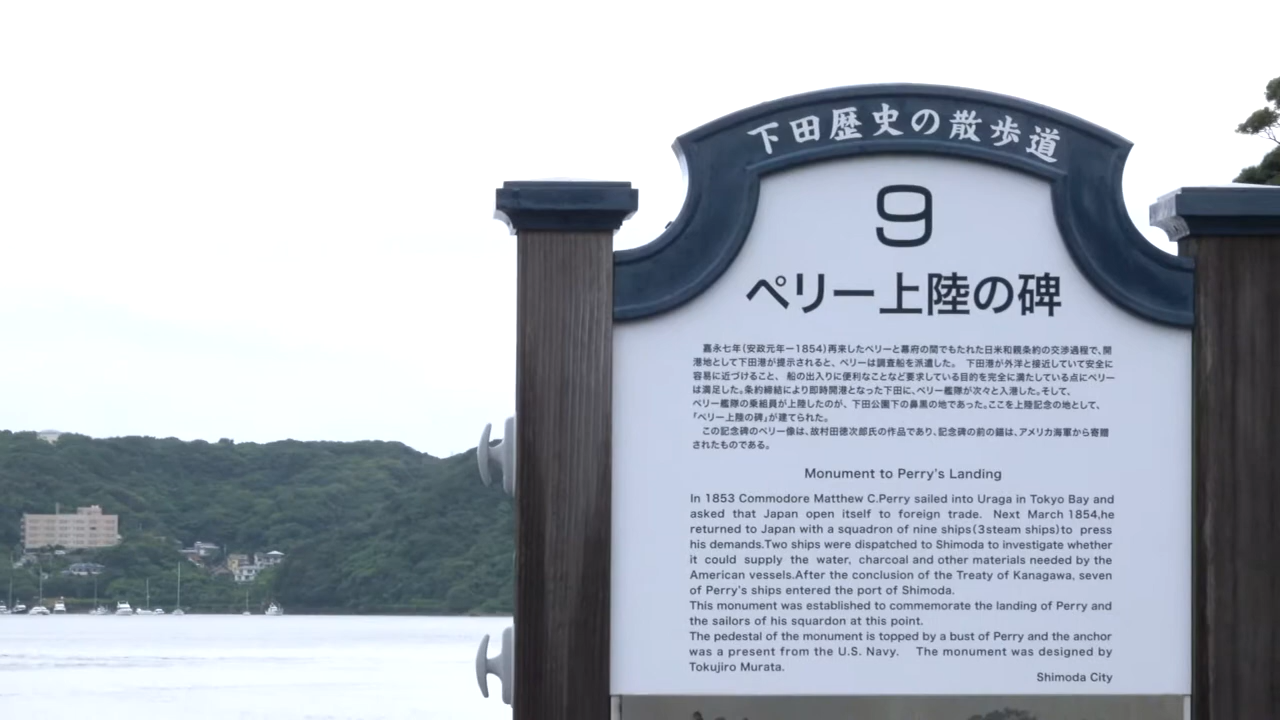 下田歴史の散歩道
9
ペリー上陸の碑
嘉永七年(安政元年ー1854)再来したペリーと幕府の間でもたれた日米和親条約の交渉過程で、開
港地として下田港が提示されると、ペリーは調査船を派遣した。 下田港が外洋と接近していて安全に
容易に近づけること、 船の出入りに便利なことなど要求している目的を完全に満たしている点にペリー
は満足した。条約締結により即時開港となった下田に、ペリー艦隊が次々と入港した。そして、
ペリー艦隊の乗組員が上陸したのが、 下田公園下の鼻黒の地であった。ここを上陸記念の地として、
「ペリー上陸の碑」が建てられた。
この記念碑のペリー像は、故村田徳次郎氏の作品であり、記念碑の前の錨は、アメリカ海軍から寄贈
されたものである。
Monument to Perry's Landing
In 1853 Commodore Matthew C.Perry sailed into Uraga in Tokyo Bay and
asked that Japan open itself to foreign trade. Next March 1854,he
returned to Japan with a squadron of nine ships(3steam ships)to press
his demands.Two ships were dispatched to Shimoda to investigate whether
it could supply the water, charcoal and other materials needed by the
American vessels.After the conclusion of the Treaty of Kanagawa, seven
of Perry's ships entered the port of Shimoda.
This monument was established to commemorate the landing of Perry and
the sailors of his squardon at this point.
The pedestal of the monument is topped by a bust of Perry and the anchor
was a present from the U.S. Navy. The monument was designed by
Tokujiro Murata.
Shimoda City